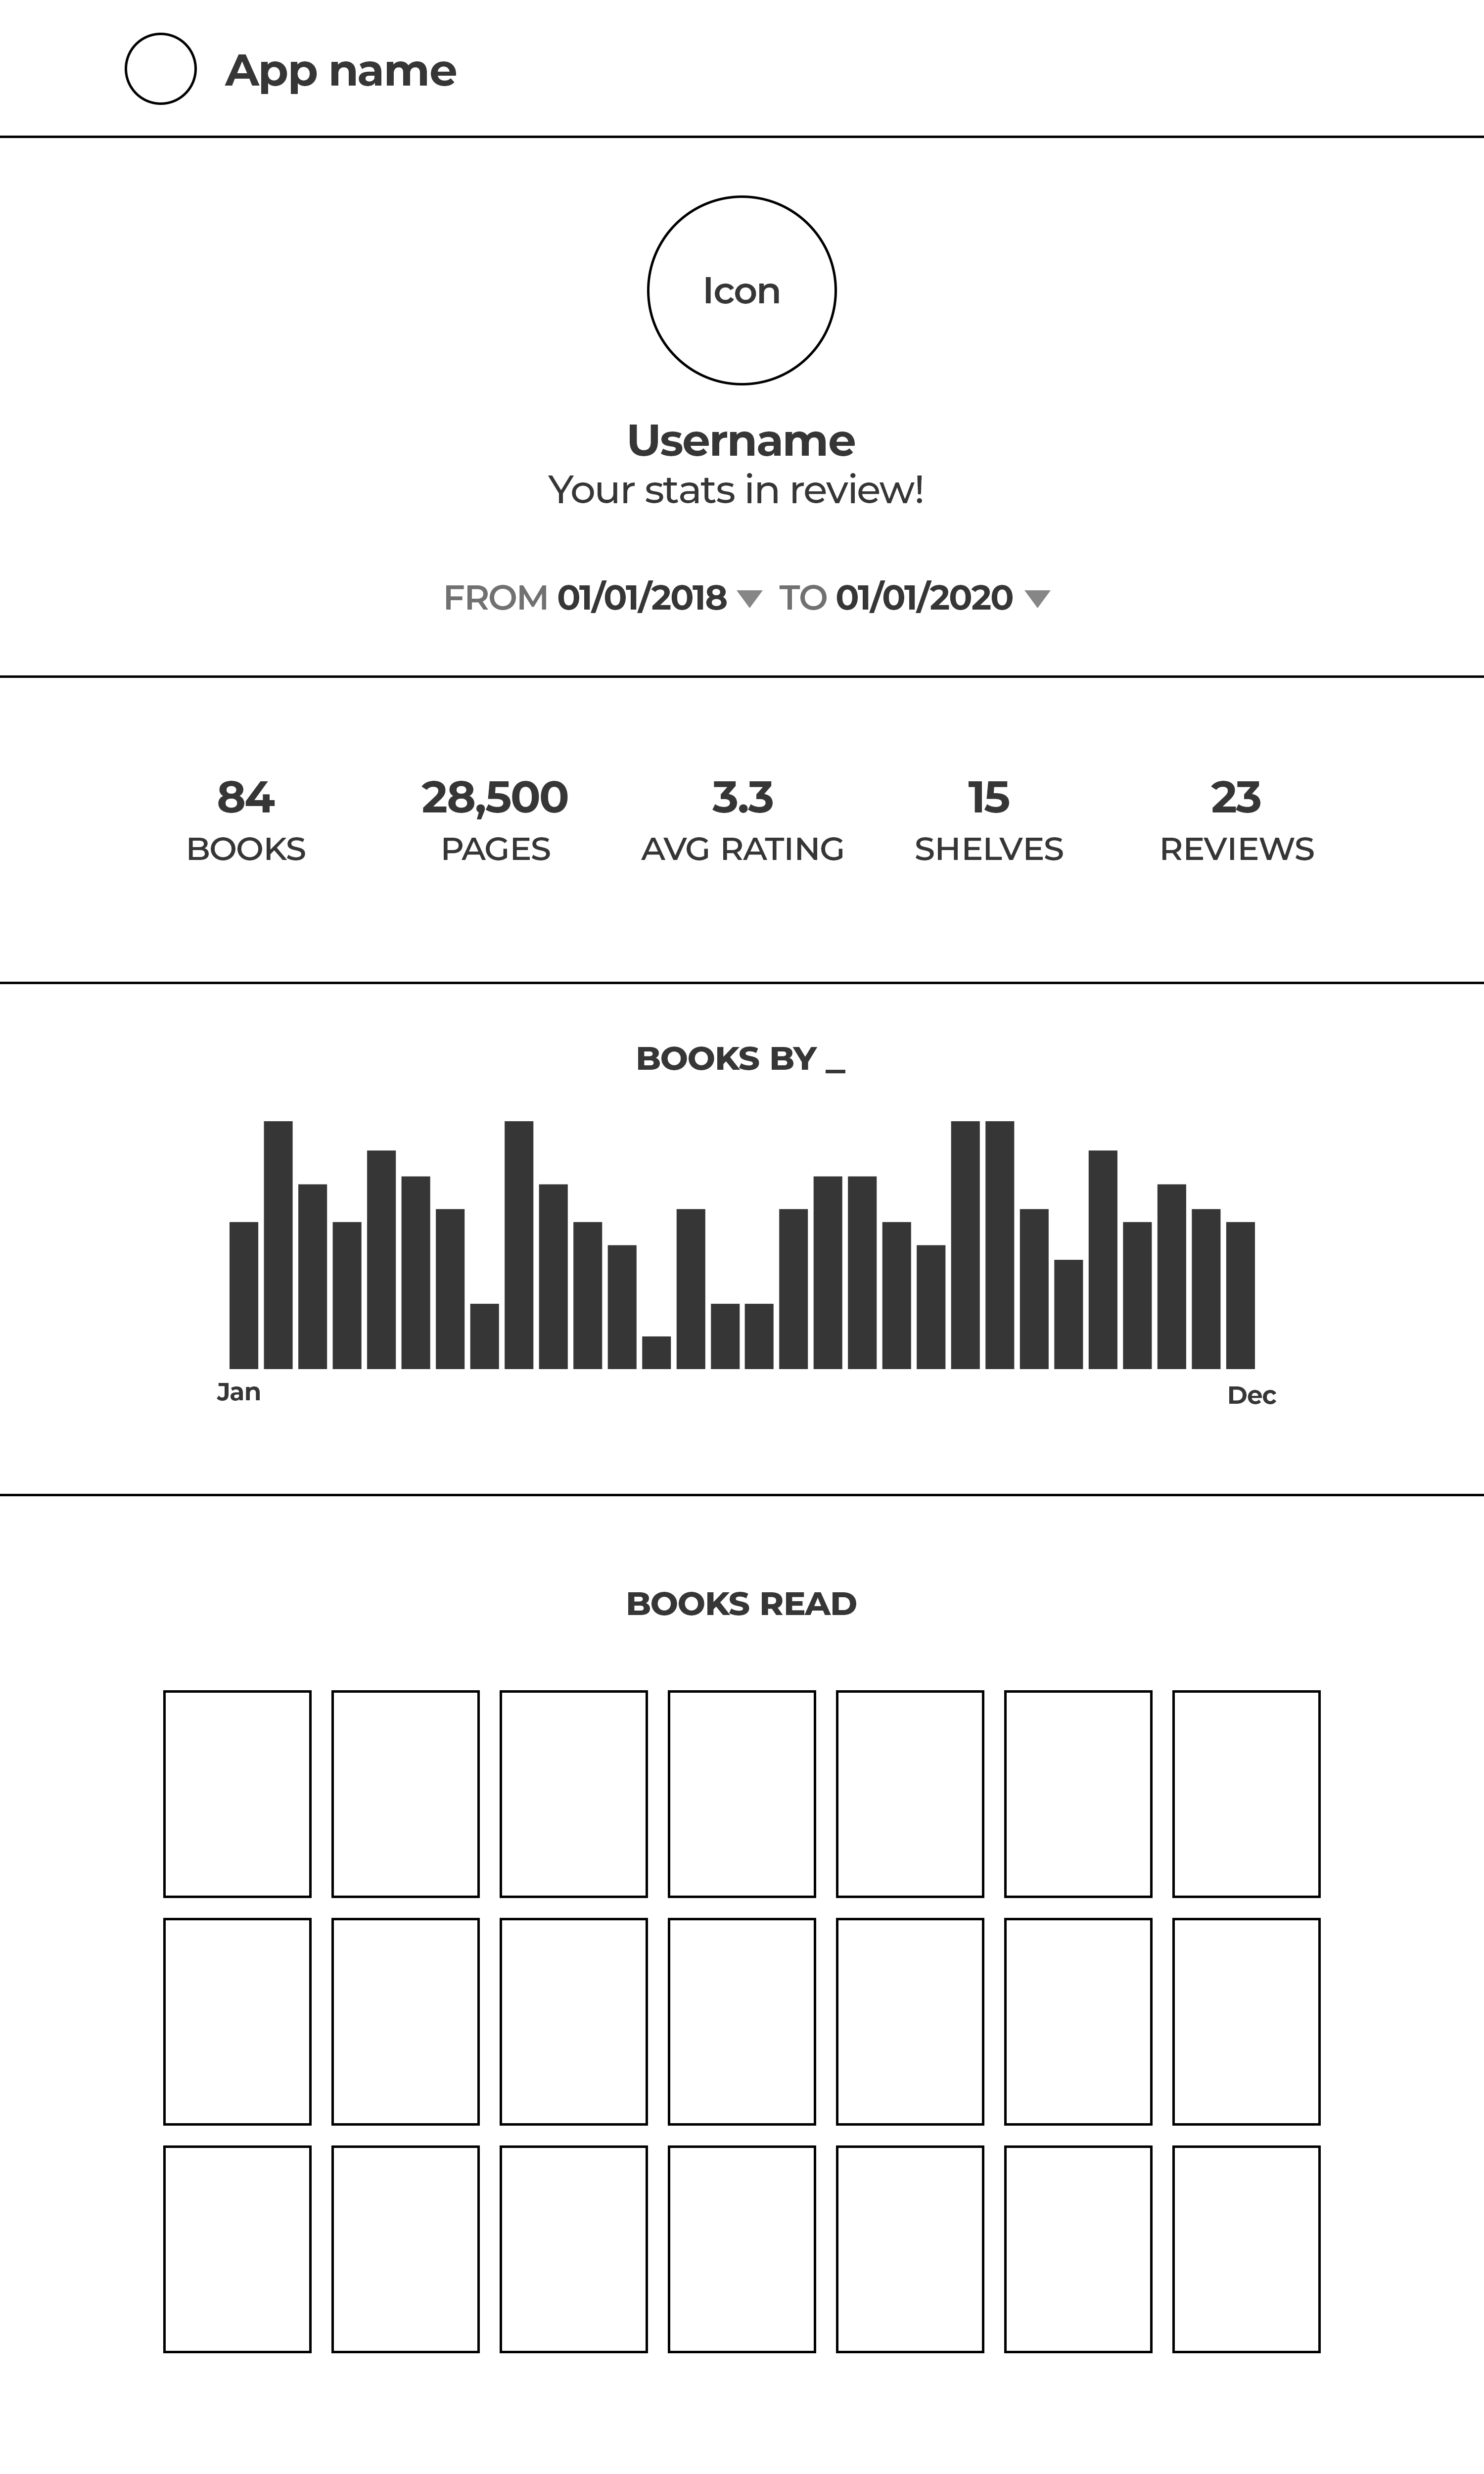 App name
Icon
Username
Your stats in review!
FROM 01/01/2018 TO 01/01/2020
84 28,500 3.3 15 23
BOOKS PAGES AVG RATING SHELVES REVIEWS
BOOKS BY _
Jan Dec
BOOKS READ